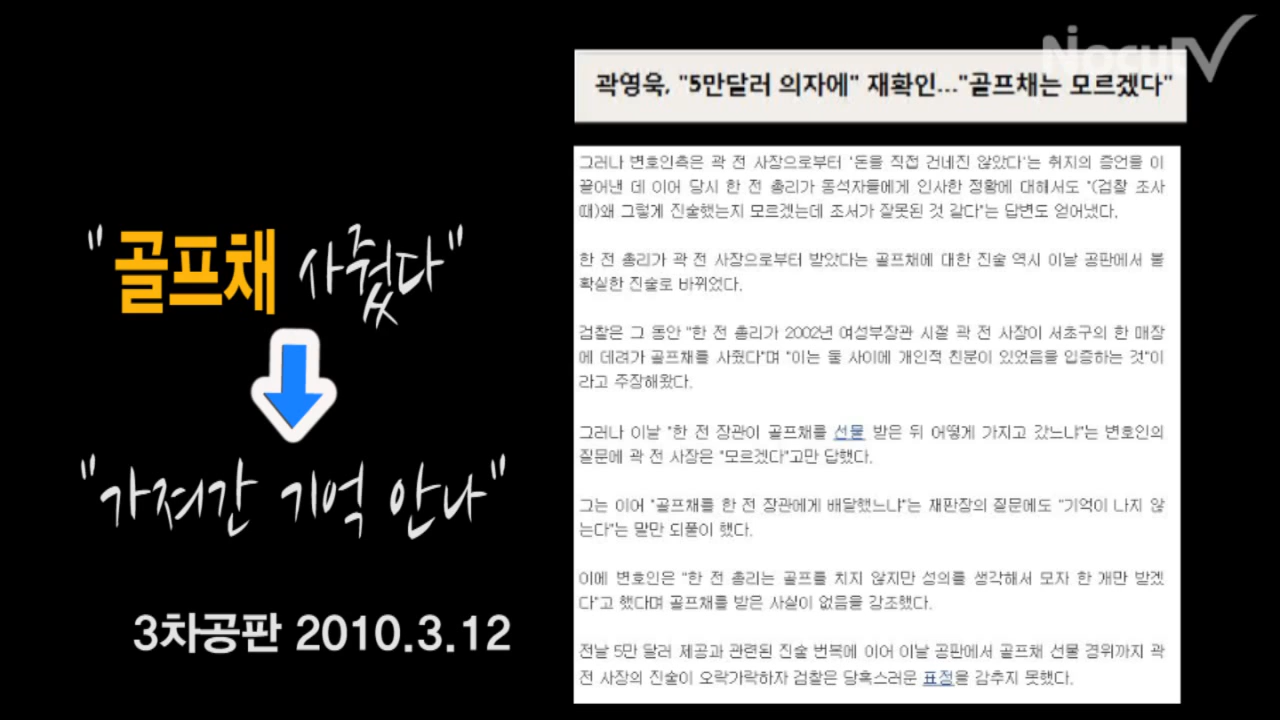 NocutV
곽영욱, "5만달러 의자에" 재확인..."골프채는 모르겠다"
그러나 변호인측은 곽 전 사장으로부터 '돈을 직접 건네진 않았다'는 취지의 증언을 이
끌어낸 데 이어 당시 한 전 총리가 동석자들에게 인사한 정황에 대해서도 "(검찰 조사
때)왜 그렇게 진술했는지 모르겠는데 조서가 잘못된 것 같다"는 답변도 얻어냈다.
한 전 총리가 곽 전 사장으로부터 받았다는 골프채에 대한 진술 역시 이날 공판에서 불
확실한 진술로 바뀌었다.
검찰은 그 동안 "한 전 총리가 2002년 여성부장관 시절 곽 전 사장이 서초구의 한 매장
에 데려가 골프채를 사줬다"며 "이는 둘 사이에 개인적 친분이 있었음을 입증하는 것"이
라고 주장해왔다.
그러나 이날 "한 전 장관이 골프채를 선물 받은 뒤 어떻게 가지고 갔느냐"는 변호인의
질문에 곽 전 사장은 "모르겠다"고만 답했다.
그는 이어 "골프채를 한 전 장관에게 배달했느냐"는 재판장의 질문에도 "기억이 나지 않
는다"는 말만 되풀이 했다.
이에 변호인은 "한 전 총리는 골프를 치지 않지만 성의를 생각해서 모자 한 개만 받겠
다"고 했다며 골프채를 받은 사실이 없음을 강조했다.
전날 5만 달러 제공과 관련된 진술 번복에 이어 이날 공판에서 골프채 선물 경위까지 곽
전 사장의 진술이 오락가락하자 검찰은 당혹스러운 표정을 감추지 못했다.
"골프채 사줬다"
"가져간 기억 안나"
3차공판 2010.3.12